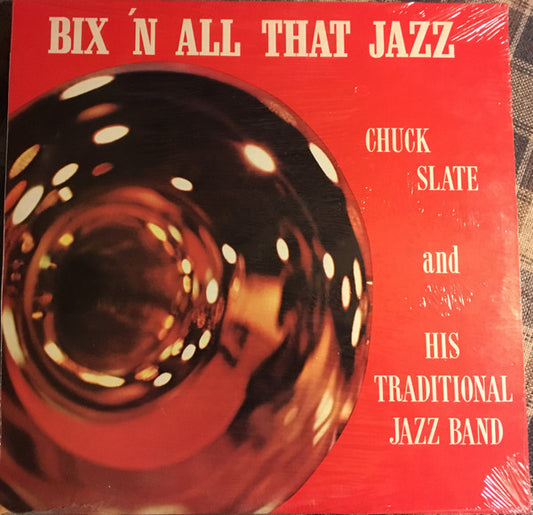 BIX 'N ALL THAT JAZZ
CHUCK
SLATE
and
HIS
TRADITIONAL
JAZZ BAND